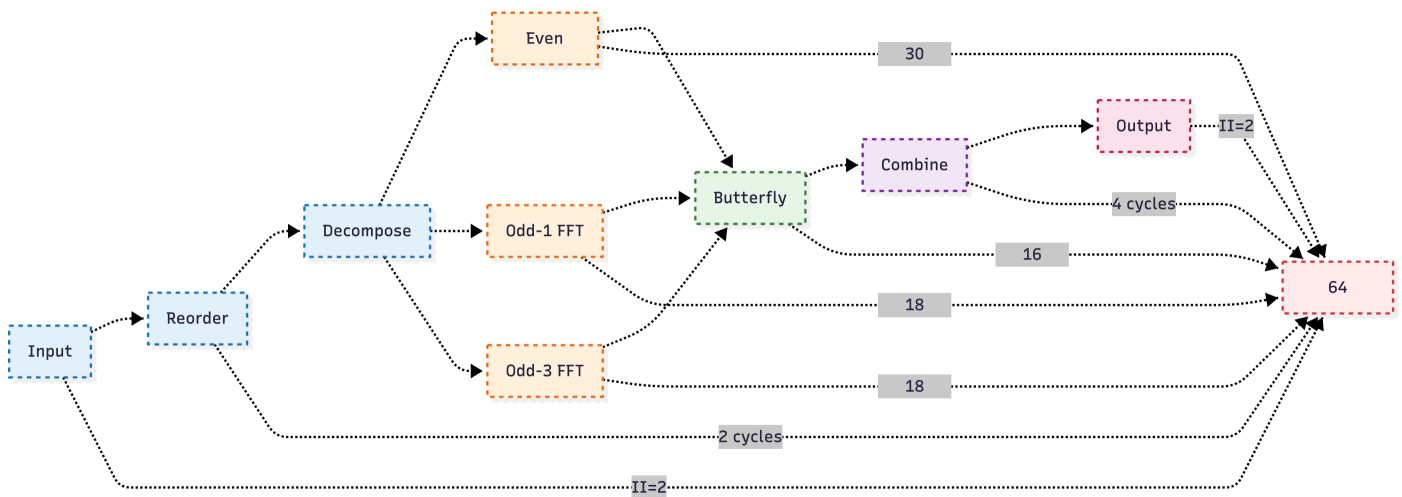 Even
30
Output
II=2
Combine
Butterfly
4 cycles
Decompose
Odd-1 FFT
16
64
18
Reorder
Input
Odd-3 FFT
18
2 cycles
II=2